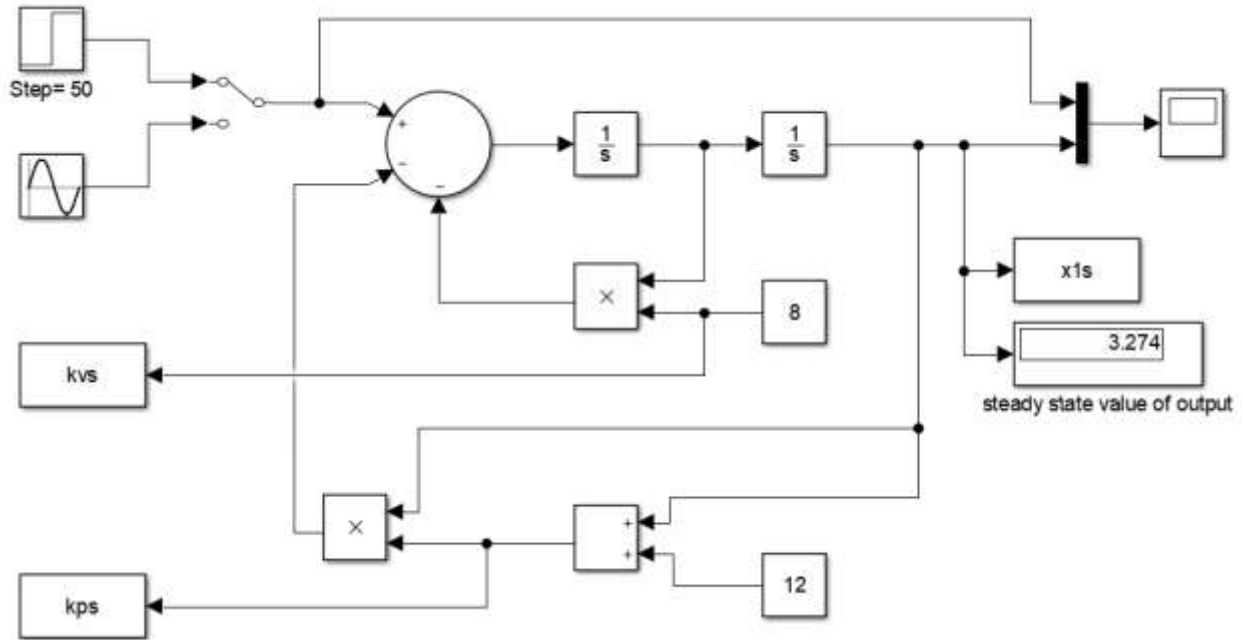 Step= 50
+
−
−
1
s
1
s
×
8
x1s
3.274
steady state value of output
kvs
×
+
+
12
kps